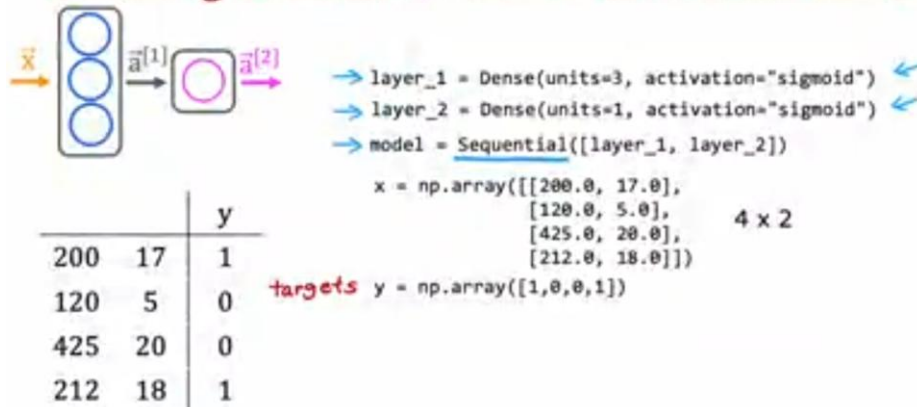 x⃗
a⃗[1]
a⃗[2]
→ layer_1 = Dense(units=3, activation="sigmoid") ←
→ layer_2 = Dense(units=1, activation="sigmoid") ←
→ model = Sequential([layer_1, layer_2])
x = np.array([[200.0, 17.0],
[120.0, 5.0],
[425.0, 20.0],
[212.0, 18.0]])
4 x 2
targets y = np.array([1,0,0,1])
y
200 17 1
120 5 0
425 20 0
212 18 1